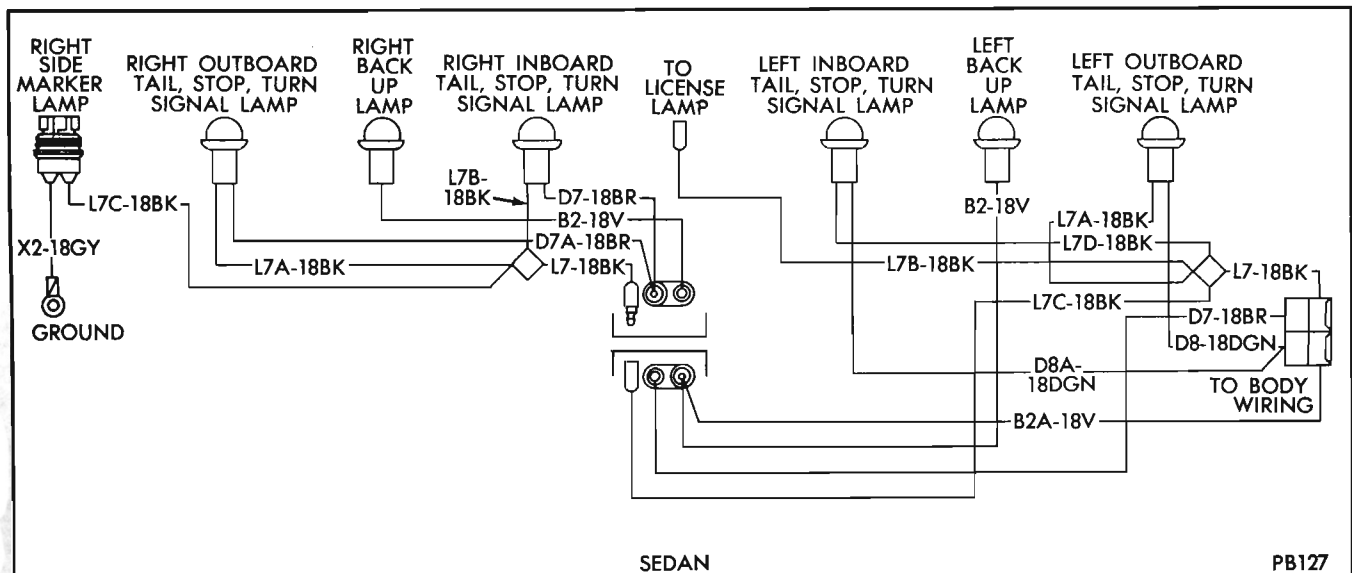 RIGHT
SIDE
MARKER
LAMP
RIGHT OUTBOARD
TAIL, STOP, TURN
SIGNAL LAMP
RIGHT
BACK
UP
LAMP
RIGHT INBOARD
TAIL, STOP, TURN
SIGNAL LAMP
TO
LICENSE
LAMP
LEFT INBOARD
TAIL, STOP, TURN
SIGNAL LAMP
LEFT
BACK
UP
LAMP
LEFT OUTBOARD
TAIL, STOP, TURN
SIGNAL LAMP
L7B-
18BK
L7C-18BK
D7-18BR
B2-18V
B2-18V
L7A-18BK
X2-18GY
D7A-18BR
L7D-18BK
L7A-18BK
L7-18BK
L7B-18BK
L7-18BK
L7C-18BK
GROUND
D7-18BR
D8-18DGN
D8A-
18DGN
TO BODY
WIRING
B2A-18V
SEDAN
PB127